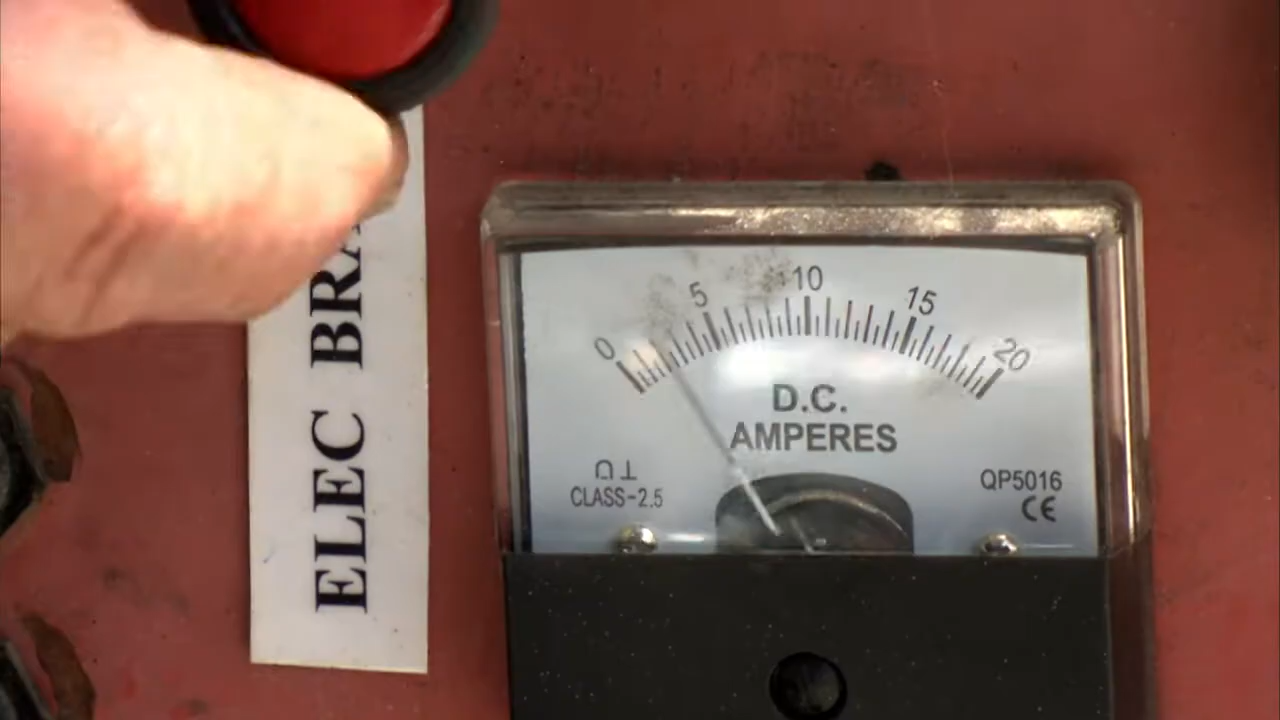 ELEC BRA
0 5 10 15 20
D.C.
AMPERES
CLASS-2.5
QP5016
CE